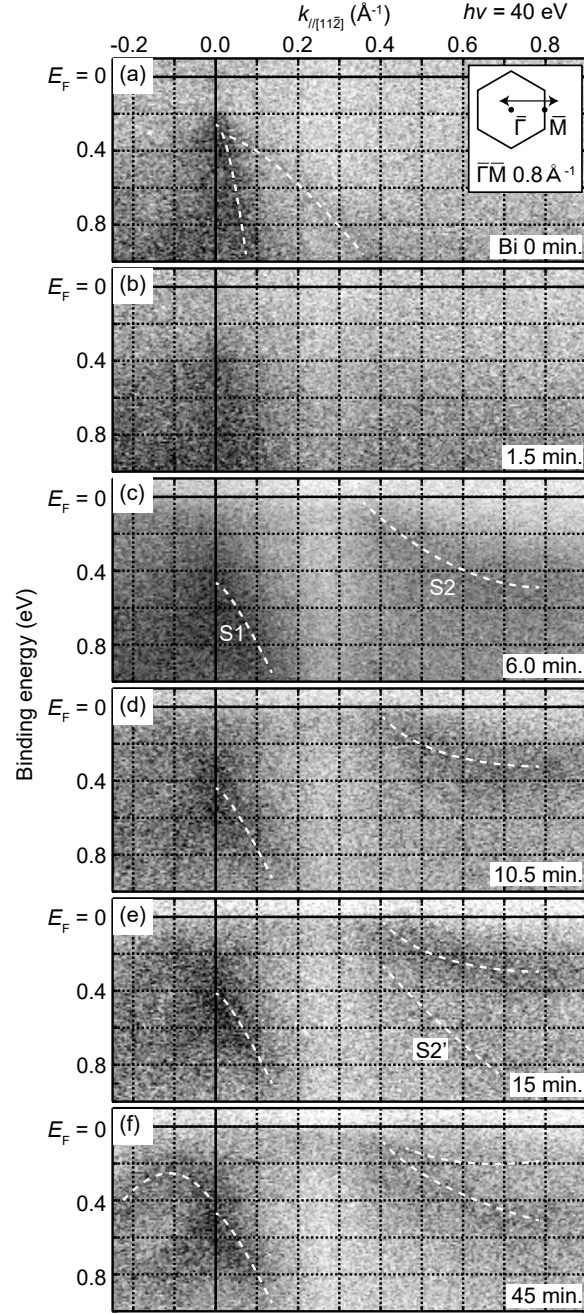 k//[112̄] (Å⁻¹) hν = 40 eV
-0.2 0.0 0.2 0.4 0.6 0.8
EF = 0 (a)
0.4
0.8
Γ̄ M̄
Γ̄M̄ 0.8 Å⁻¹
Bi 0 min.
EF = 0 (b)
0.4
0.8
1.5 min.
EF = 0 (c)
0.4
0.8
S1
S2
6.0 min.
Binding energy (eV)
EF = 0 (d)
0.4
0.8
10.5 min.
EF = 0 (e)
0.4
0.8
S2'
15 min.
EF = 0 (f)
0.4
0.8
45 min.